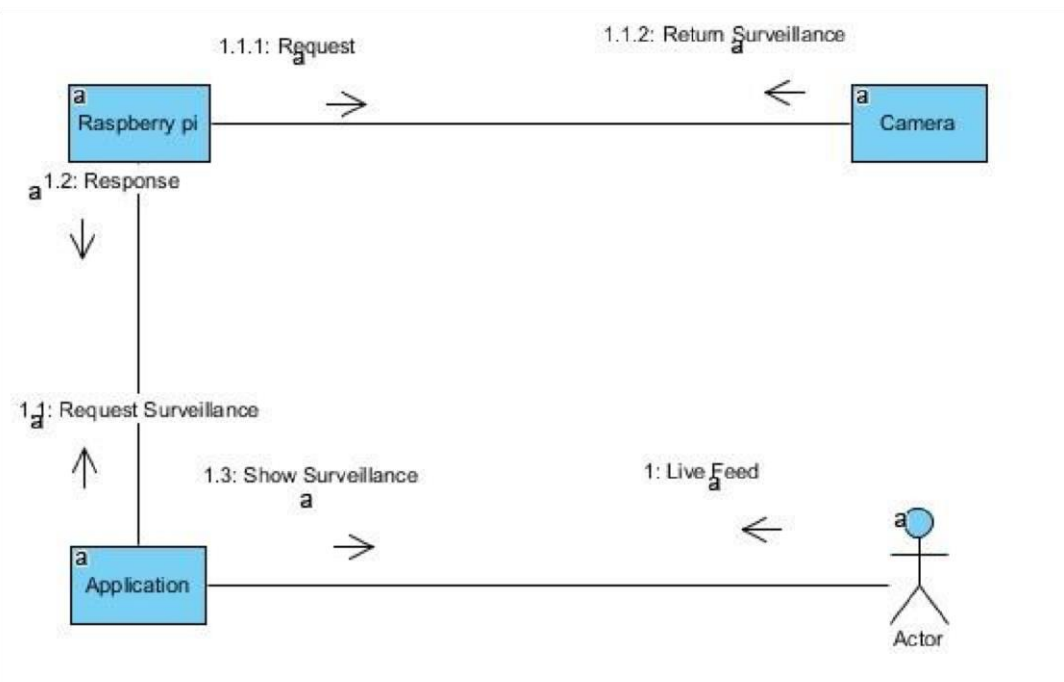 1.1.1: Request
a
1.1.2: Return Surveillance
a
a
Raspberry pi
a
Camera
a
1.2: Response
1.1: Request Surveillance
a
1.3: Show Surveillance
a
1: Live Feed
a
a
Application
a
Actor